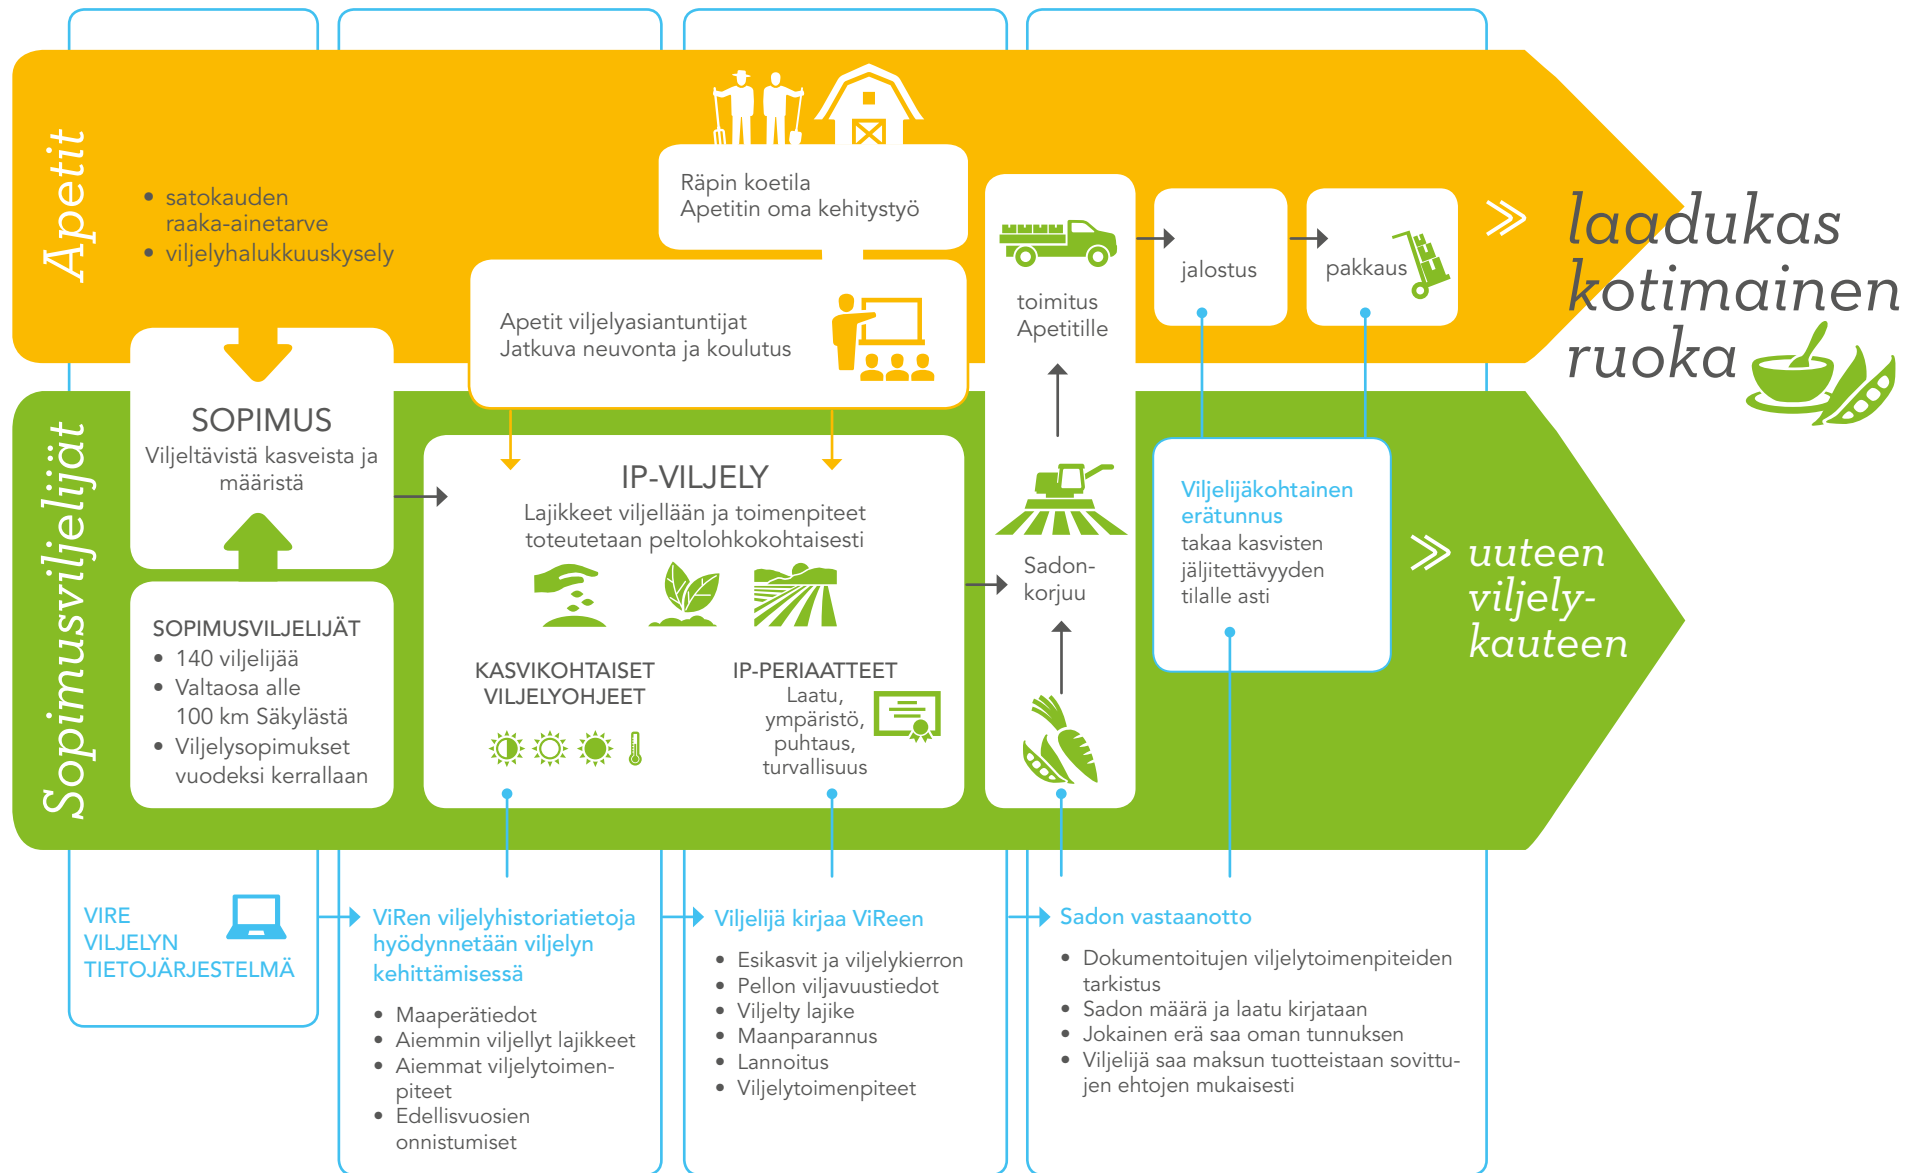 Apetit
• satokauden
raaka-ainetarve
• viljelyhalukkuuskysely
Räpin koetila
Apetitin oma kehitystyö
Apetit viljelyasiantuntijat
Jatkuva neuvonta ja koulutus
toimitus
Apetitille
jalostus
pakkaus
laadukas
kotimainen
ruoka
Sopimusviljelijät
SOPIMUS
Viljeltävistä kasveista ja
määristä
SOPIMUSVILJELIJÄT
• 140 viljelijää
• Valtaosa alle
100 km Säkylästä
• Viljelysopimukset
vuodeksi kerrallaan
IP-VILJELY
Lajikkeet viljellään ja toimenpiteet
toteutetaan peltolohkokohtaisesti
KASVIKOHTAISET
VILJELYOHJEET
IP-PERIAATTEET
Laatu,
ympäristö,
puhtaus,
turvallisuus
Sadon-
korjuu
Viljelijäkohtainen
erätunnus
takaa kasvisten
jäljitettävyyden
tilalle asti
uuteen
viljely-
kauteen
VIRE
VILJELYN
TIETOJÄRJESTELMÄ
ViRen viljelyhistoriatietoja
hyödynnetään viljelyn
kehittämisessä
• Maaperätiedot
• Aiemmin viljellyt lajikkeet
• Aiemmat viljelytoimen-
piteet
• Edellisvuosien
onnistumiset
Viljelijä kirjaa ViReen
• Esikasvit ja viljelykierron
• Pellon viljavuustiedot
• Viljelty lajike
• Maanparannus
• Lannoitus
• Viljelytoimenpiteet
Sadon vastaanotto
• Dokumentoitujen viljelytoimenpiteiden
tarkistus
• Sadon määrä ja laatu kirjataan
• Jokainen erä saa oman tunnuksen
• Viljelijä saa maksun tuotteistaan sovittu-
jen ehtojen mukaisesti